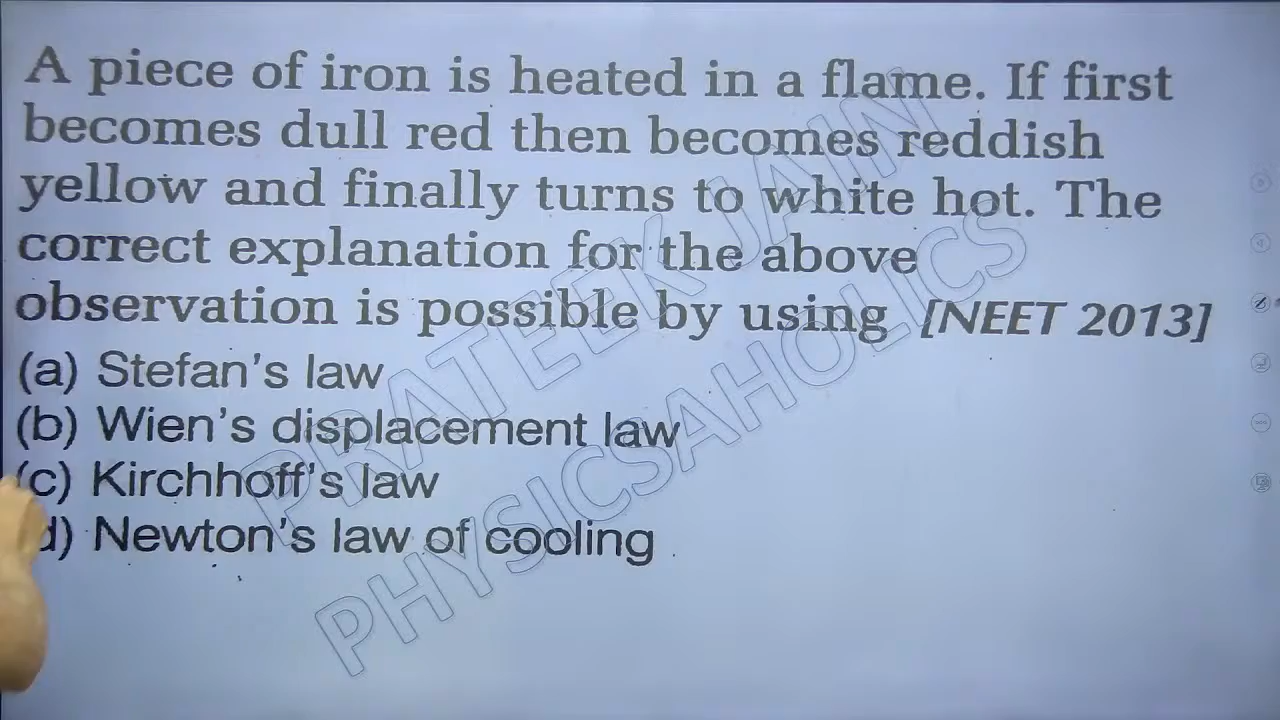 A piece of iron is heated in a flame. If first
becomes dull red then becomes reddish
yellow and finally turns to white hot. The
correct explanation for the above
observation is possible by using [NEET 2013]
(a) Stefan's law
(b) Wien's displacement law
(c) Kirchhoff's law
d) Newton's law of cooling
PRATEEK JAIN
PHYSICSAHOLICS